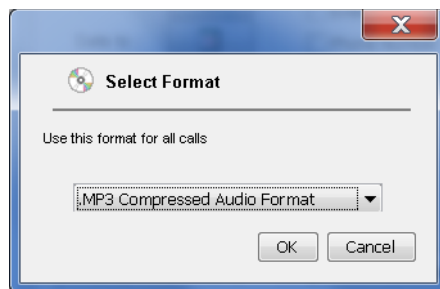 Select Format
Use this format for all calls
.MP3 Compressed Audio Format
OK Cancel